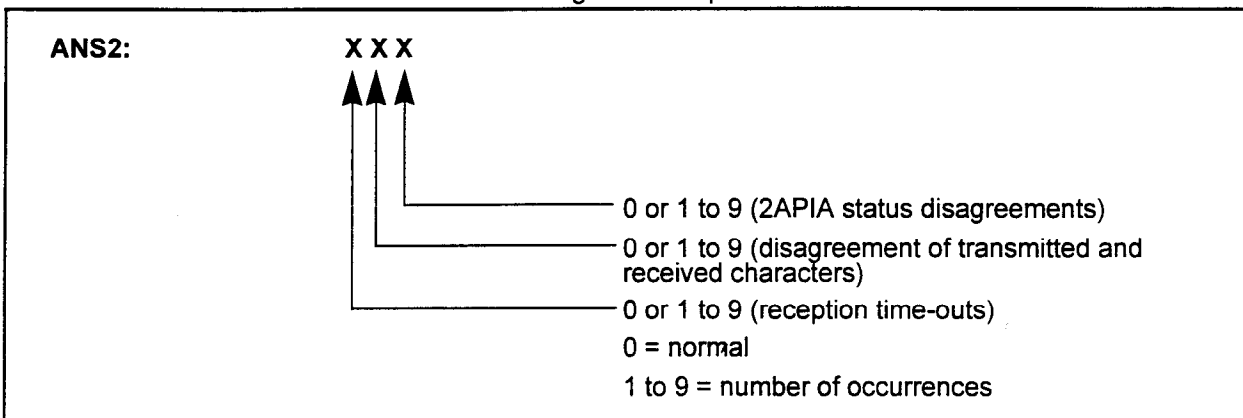 ANS2: X X X
0 or 1 to 9 (2APIA status disagreements)
0 or 1 to 9 (disagreement of transmitted and
received characters)
0 or 1 to 9 (reception time-outs)
0 = normal
1 to 9 = number of occurrences